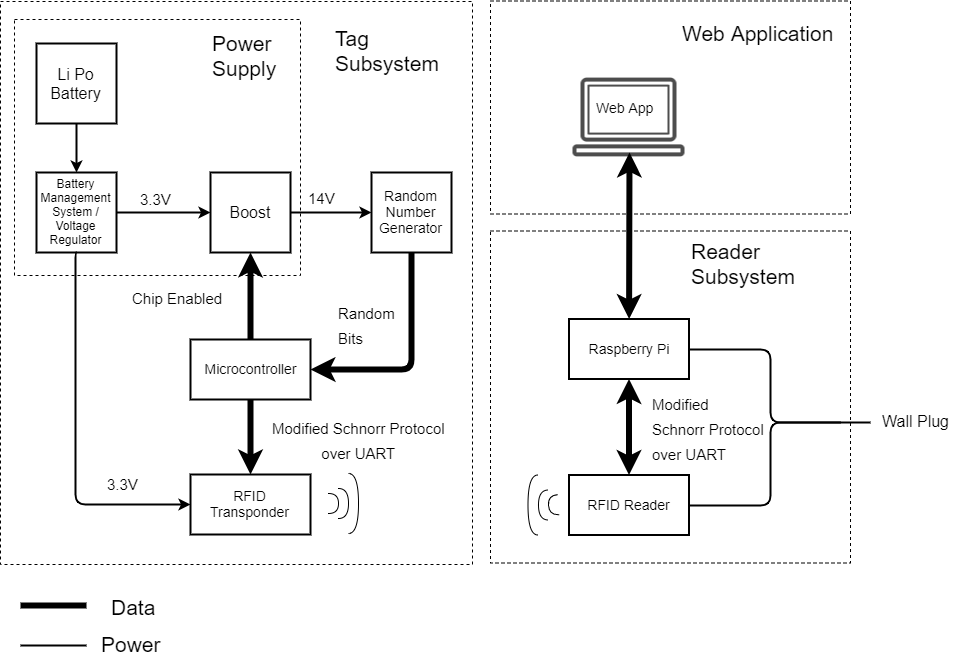 Power
Supply
Tag
Subsystem
Li Po
Battery
Battery
Management
System /
Voltage
Regulator
3.3V
Boost
14V
Random
Number
Generator
Chip Enabled
Random
Bits
Microcontroller
Modified Schnorr Protocol
over UART
3.3V
RFID
Transponder
Web Application
Web App
Reader
Subsystem
Raspberry Pi
Modified
Schnorr Protocol
over UART
Wall Plug
RFID Reader
Data
Power